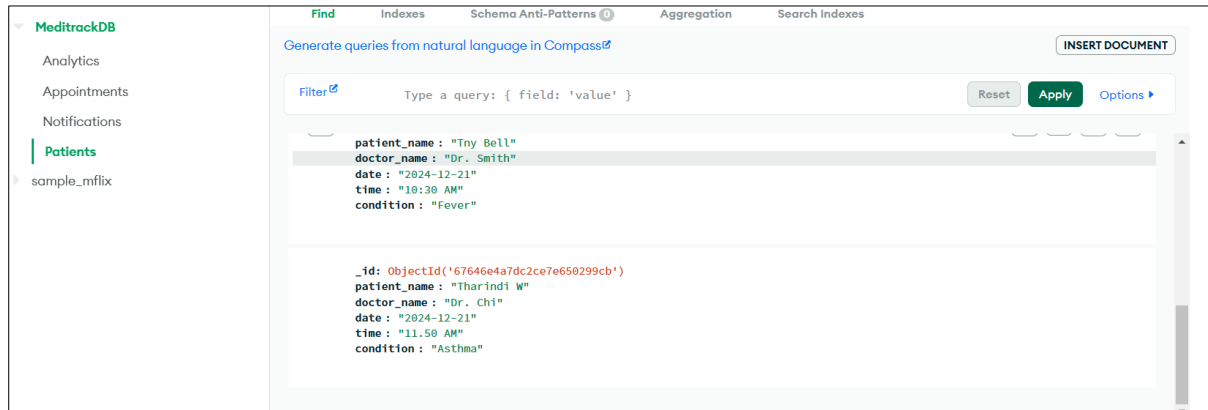 MeditrackDB
Analytics
Appointments
Notifications
Patients
sample_mflix
Find Indexes Schema Anti-Patterns 0 Aggregation Search Indexes
Generate queries from natural language in Compass
INSERT DOCUMENT
Filter Type a query: { field: 'value' } Reset Apply Options
patient_name : "Tny Bell"
doctor_name : "Dr. Smith"
date : "2024-12-21"
time : "10:30 AM"
condition : "Fever"
_id: ObjectId('67646e4a7dc2ce7e650299cb')
patient_name : "Tharindi W"
doctor_name : "Dr. Chi"
date : "2024-12-21"
time : "11.50 AM"
condition : "Asthma"